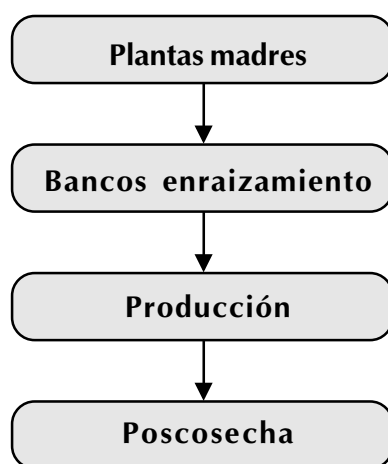 Plantas madres
Bancos enraizamiento
Producción
Poscosecha